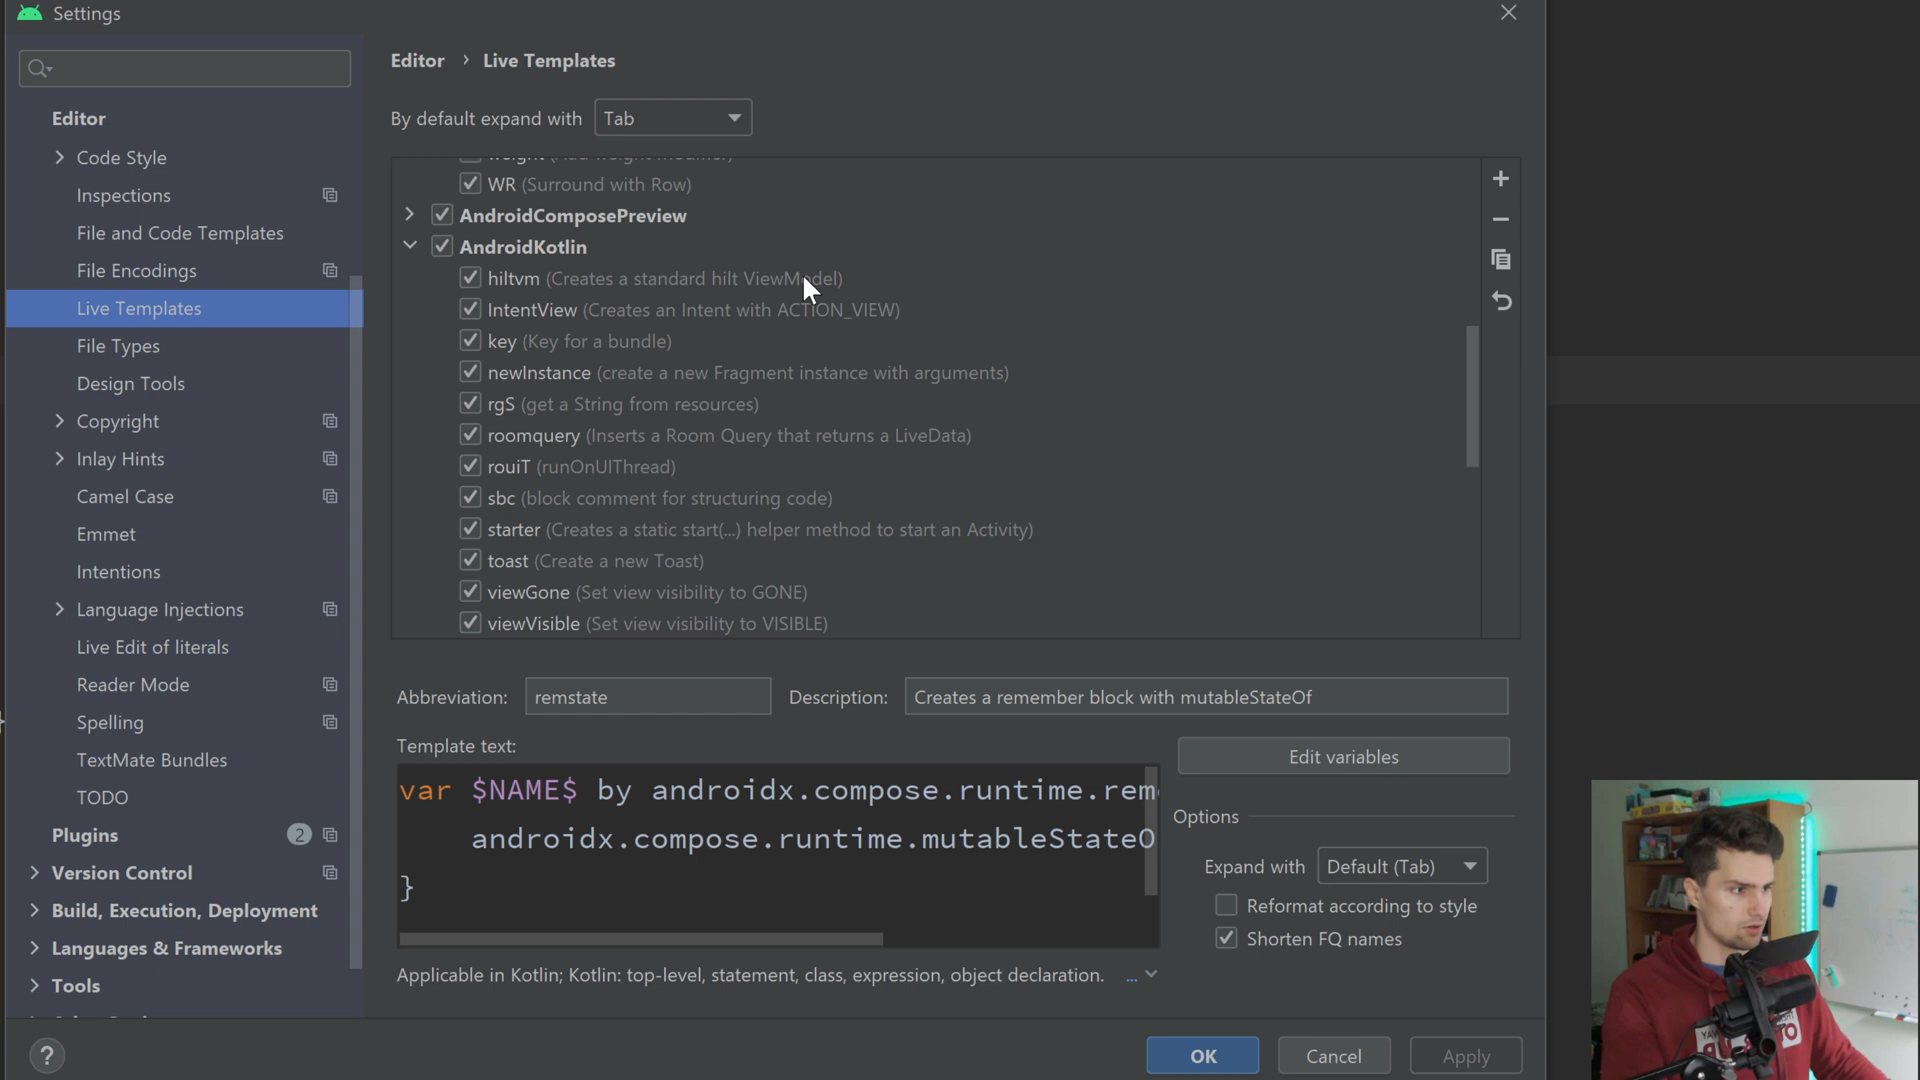 Settings
Editor › Live Templates
By default expand with Tab
Editor
Code Style
Inspections
File and Code Templates
File Encodings
Live Templates
File Types
Design Tools
Copyright
Inlay Hints
Camel Case
Emmet
Intentions
Language Injections
Live Edit of literals
Reader Mode
Spelling
TextMate Bundles
TODO
Plugins 2
Version Control
Build, Execution, Deployment
Languages & Frameworks
Tools
WR (Surround with Row)
AndroidComposePreview
AndroidKotlin
hiltvm (Creates a standard hilt ViewModel)
IntentView (Creates an Intent with ACTION_VIEW)
key (Key for a bundle)
newInstance (create a new Fragment instance with arguments)
rgS (get a String from resources)
roomquery (Inserts a Room Query that returns a LiveData)
rouiT (runOnUIThread)
sbc (block comment for structuring code)
starter (Creates a static start(...) helper method to start an Activity)
toast (Create a new Toast)
viewGone (Set view visibility to GONE)
viewVisible (Set view visibility to VISIBLE)
Abbreviation: remstate Description: Creates a remember block with mutableStateOf
Template text:
Edit variables
var $NAME$ by androidx.compose.runtime.rem
androidx.compose.runtime.mutableStateO
}
Options
Expand with Default (Tab)
Reformat according to style
Shorten FQ names
Applicable in Kotlin; Kotlin: top-level, statement, class, expression, object declaration. ...
? OK Cancel Apply